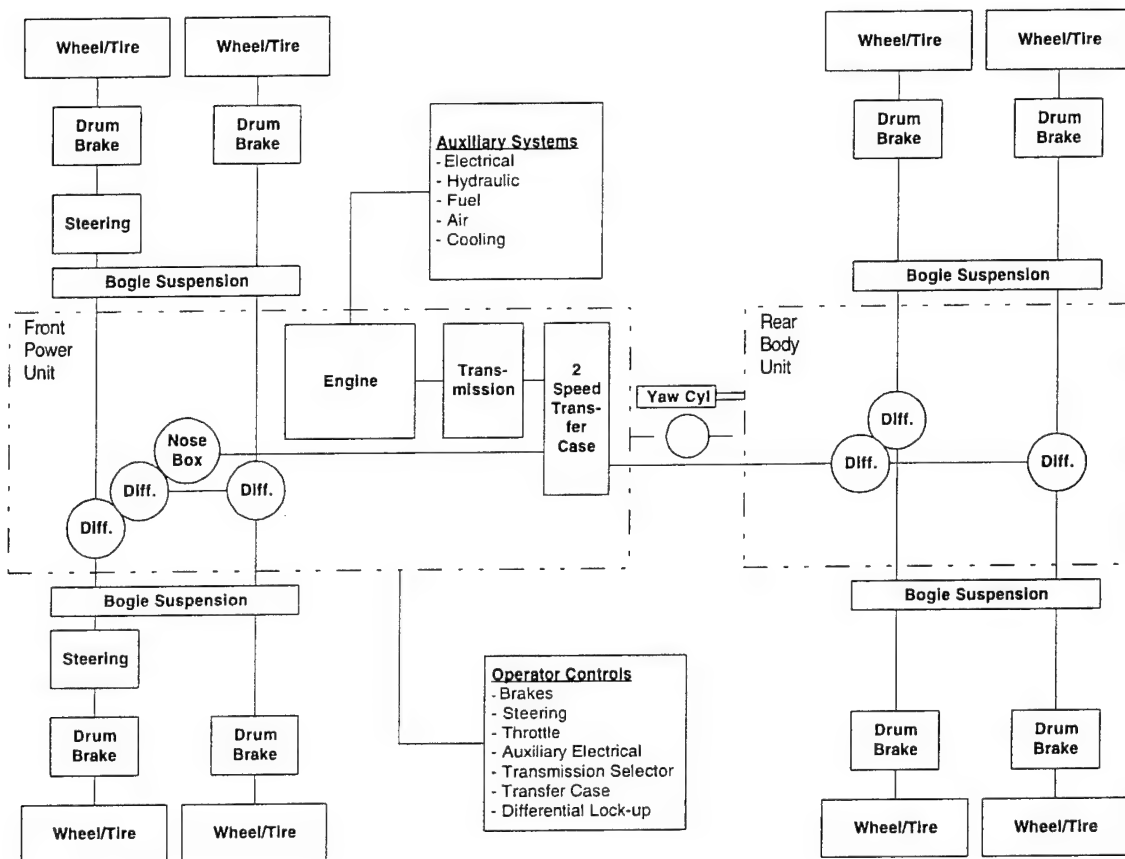 Wheel/Tire
Wheel/Tire
Wheel/Tire
Wheel/Tire
Drum
Brake
Drum
Brake
Drum
Brake
Drum
Brake
Auxiliary Systems
- Electrical
- Hydraulic
- Fuel
- Air
- Cooling
Steering
Bogie Suspension
Bogie Suspension
Front
Power
Unit
Engine
Trans-
mission
2
Speed
Trans-
fer
Case
Yaw Cyl
Rear
Body
Unit
Nose
Box
Diff.
Diff.
Diff.
Diff.
Diff.
Diff.
Bogie Suspension
Bogie Suspension
Steering
Operator Controls
- Brakes
- Steering
- Throttle
- Auxiliary Electrical
- Transmission Selector
- Transfer Case
- Differential Lock-up
Drum
Brake
Drum
Brake
Drum
Brake
Drum
Brake
Wheel/Tire
Wheel/Tire
Wheel/Tire
Wheel/Tire